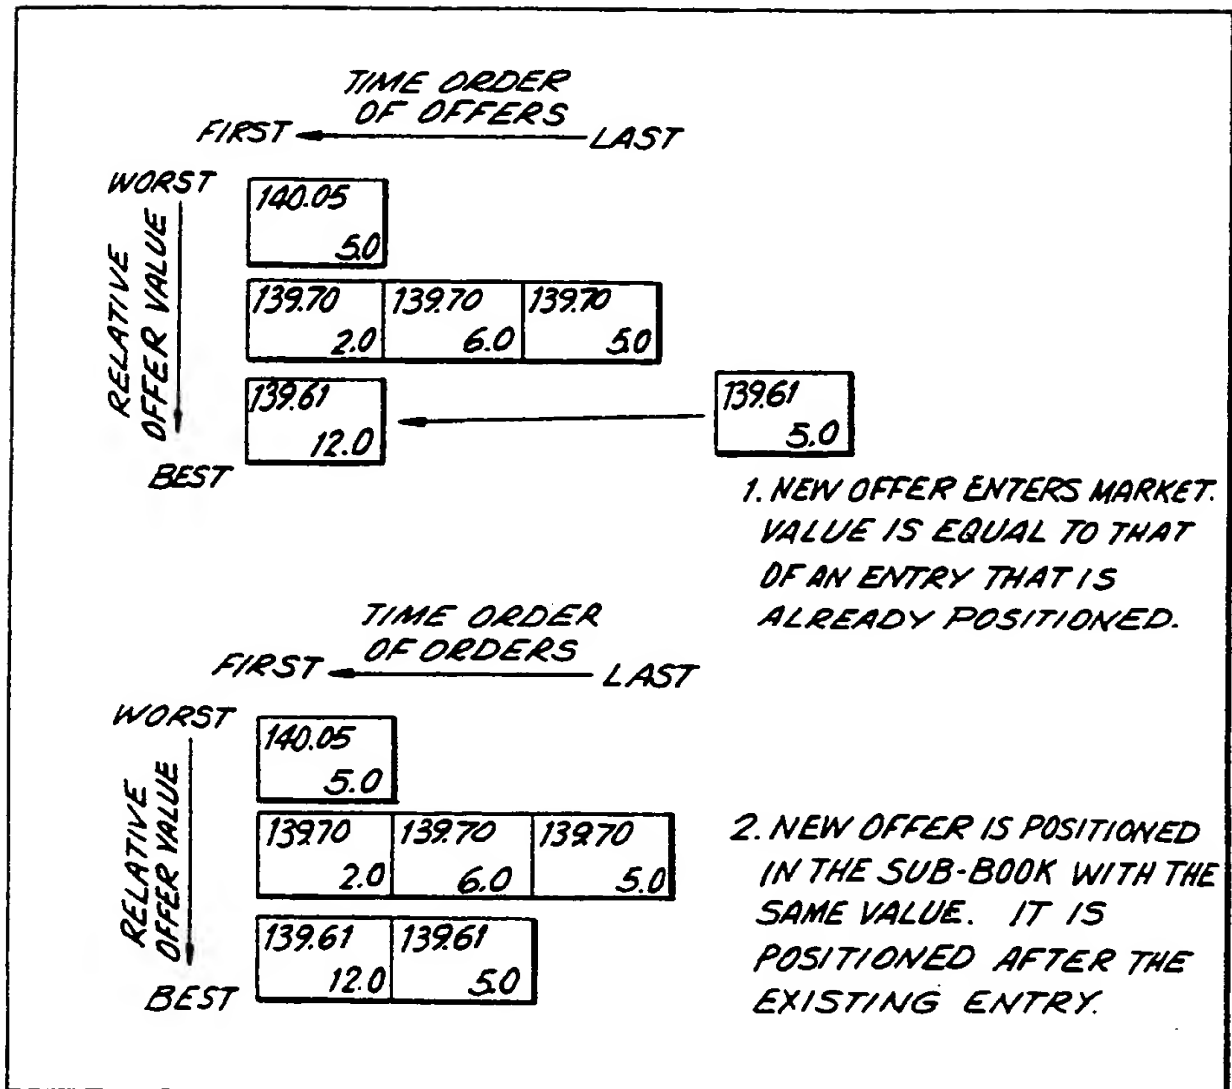 TIME ORDER
OF OFFERS
FIRST LAST
WORST
RELATIVE
OFFER VALUE
BEST
140.05
5.0
139.70 139.70 139.70
2.0 6.0 5.0
139.61 139.61
12.0 5.0
1. NEW OFFER ENTERS MARKET.
VALUE IS EQUAL TO THAT
OF AN ENTRY THAT IS
ALREADY POSITIONED.
TIME ORDER
OF ORDERS
FIRST LAST
WORST
RELATIVE
OFFER VALUE
BEST
140.05
5.0
139.70 139.70 139.70
2.0 6.0 5.0
139.61 139.61
12.0 5.0
2. NEW OFFER IS POSITIONED
IN THE SUB-BOOK WITH THE
SAME VALUE. IT IS
POSITIONED AFTER THE
EXISTING ENTRY.